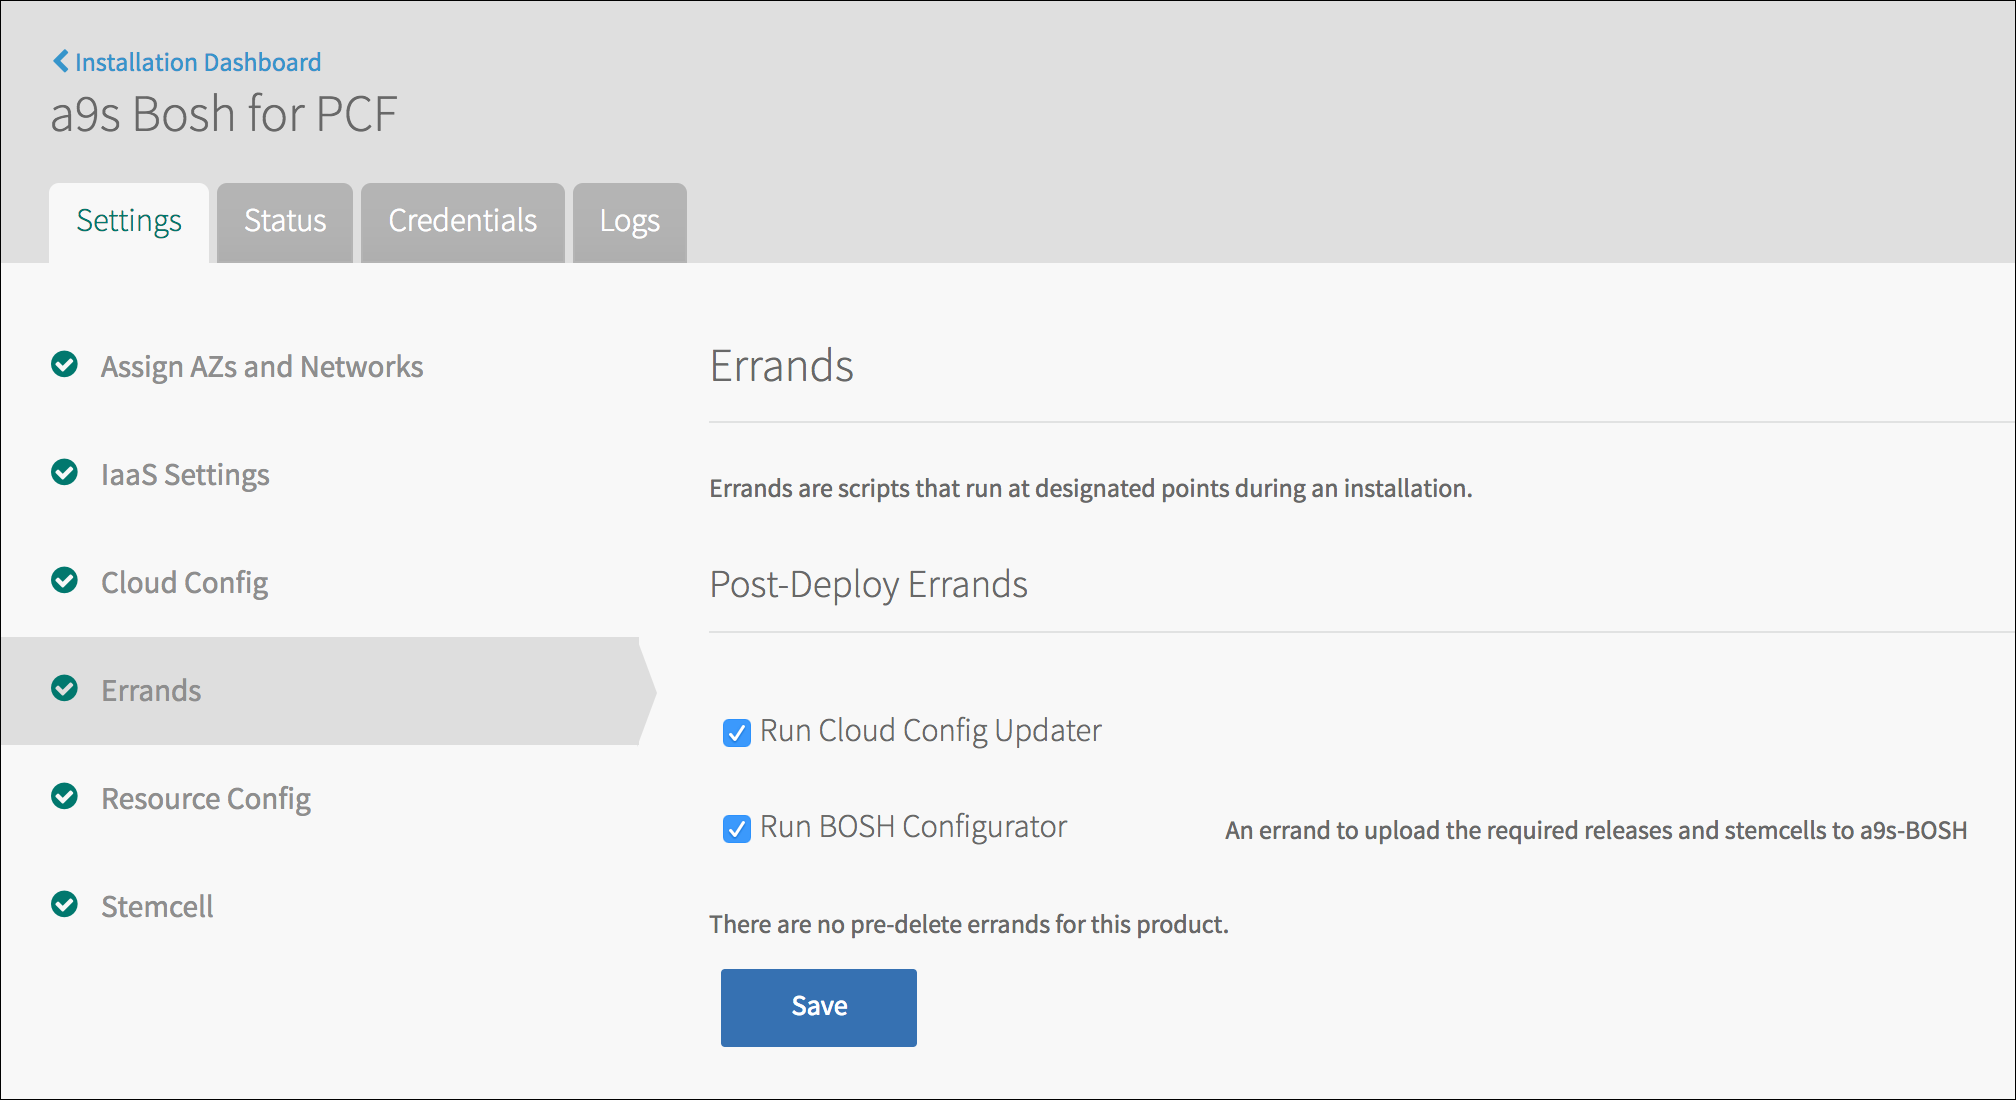 Installation Dashboard
a9s Bosh for PCF
Settings
Status
Credentials
Logs
Assign AZs and Networks
IaaS Settings
Cloud Config
Errands
Resource Config
Stemcell
Errands
Errands are scripts that run at designated points during an installation.
Post-Deploy Errands
Run Cloud Config Updater
Run BOSH Configurator
An errand to upload the required releases and stemcells to a9s-BOSH
There are no pre-delete errands for this product.
Save